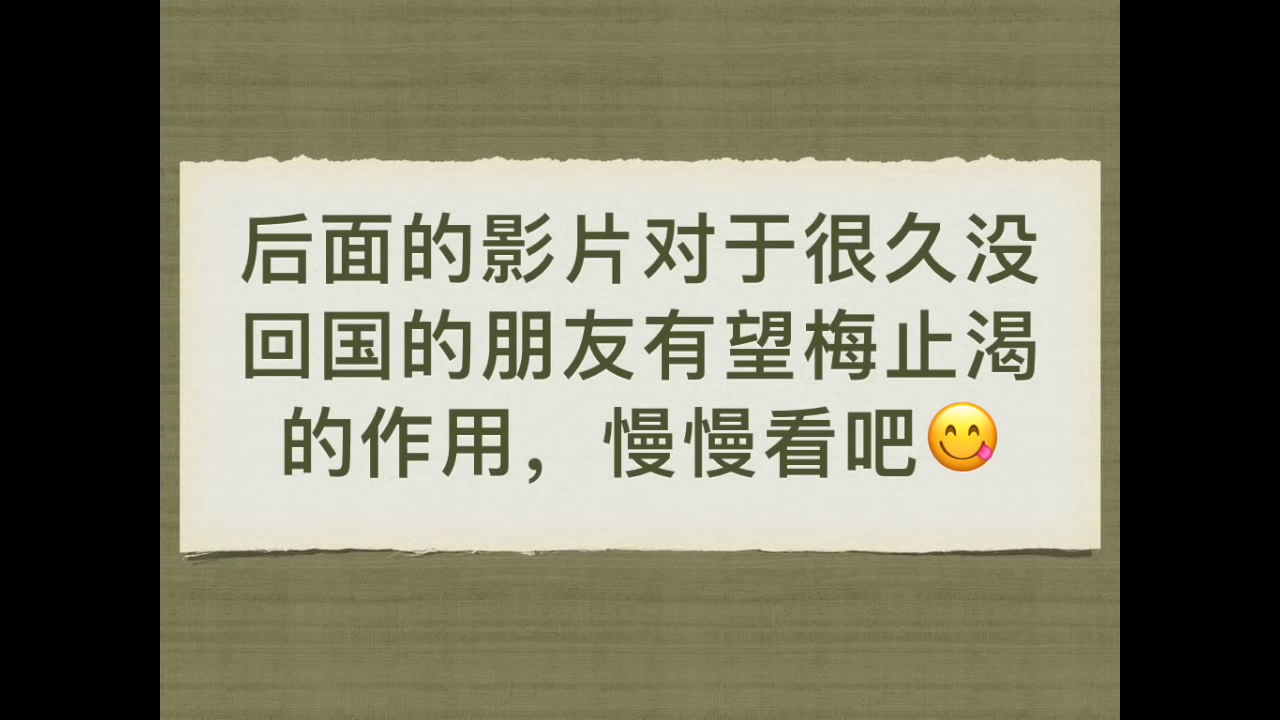 后面的影片对于很久没
回国的朋友有望梅止渴
的作用，慢慢看吧😋